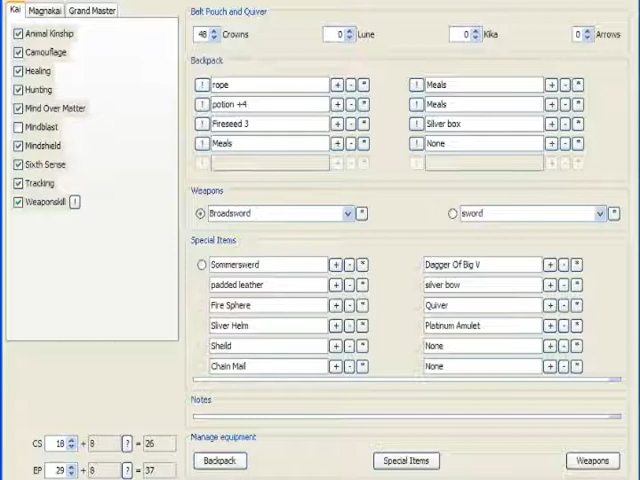 Kai Magnakai Grand Master
Animal Kinship
Camouflage
Healing
Hunting
Mind Over Matter
Mindblast
Mindshield
Sixth Sense
Tracking
Weaponskill !
CS 18 + 8 ? = 26
EP 29 + 8 ? = 37
Belt Pouch and Quiver
48 Crowns 0 Lune 0 Kika 0 Arrows
Backpack
! rope + - * ! Meals + - *
! potion +4 + - * ! Meals + - *
! Fireseed 3 + - * ! Silver box + - *
! Meals + - * ! None + - *
! + - * ! + - *
Weapons
Broadsword * sword *
Special Items
Sommerswerd + - * Dagger Of Big V + - *
padded leather + - * silver bow + - *
Fire Sphere + - * Quiver + - *
Sliver Helm + - * Platinum Amulet + - *
Sheild + - * None + - *
Chain Mail + - * None + - *
Notes
Manage equipment
Backpack Special Items Weapons